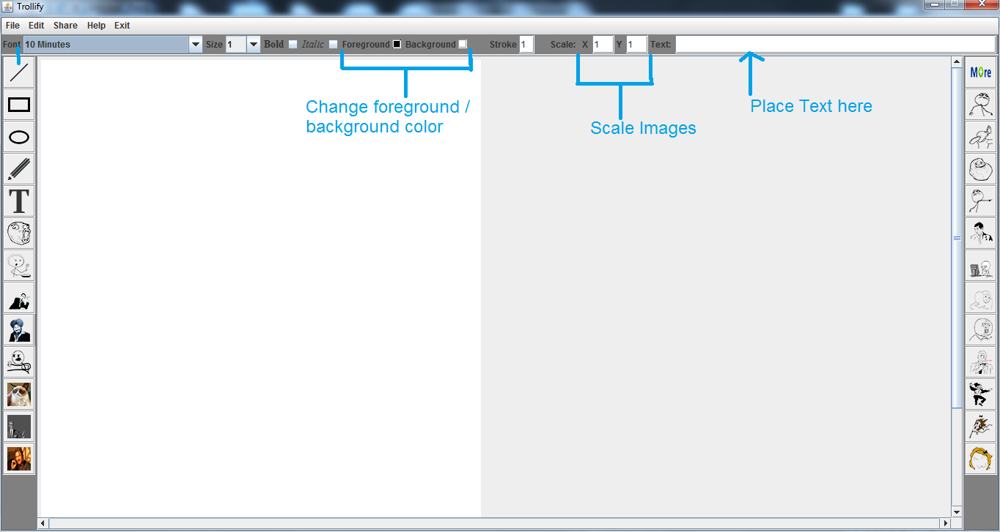 Trollify
File Edit Share Help Exit
Font 10 Minutes Size 1 Bold Italic Foreground Background Stroke 1 Scale: X 1 Y 1 Text:
MOre
T
Change foreground /
background color
Scale Images
Place Text here